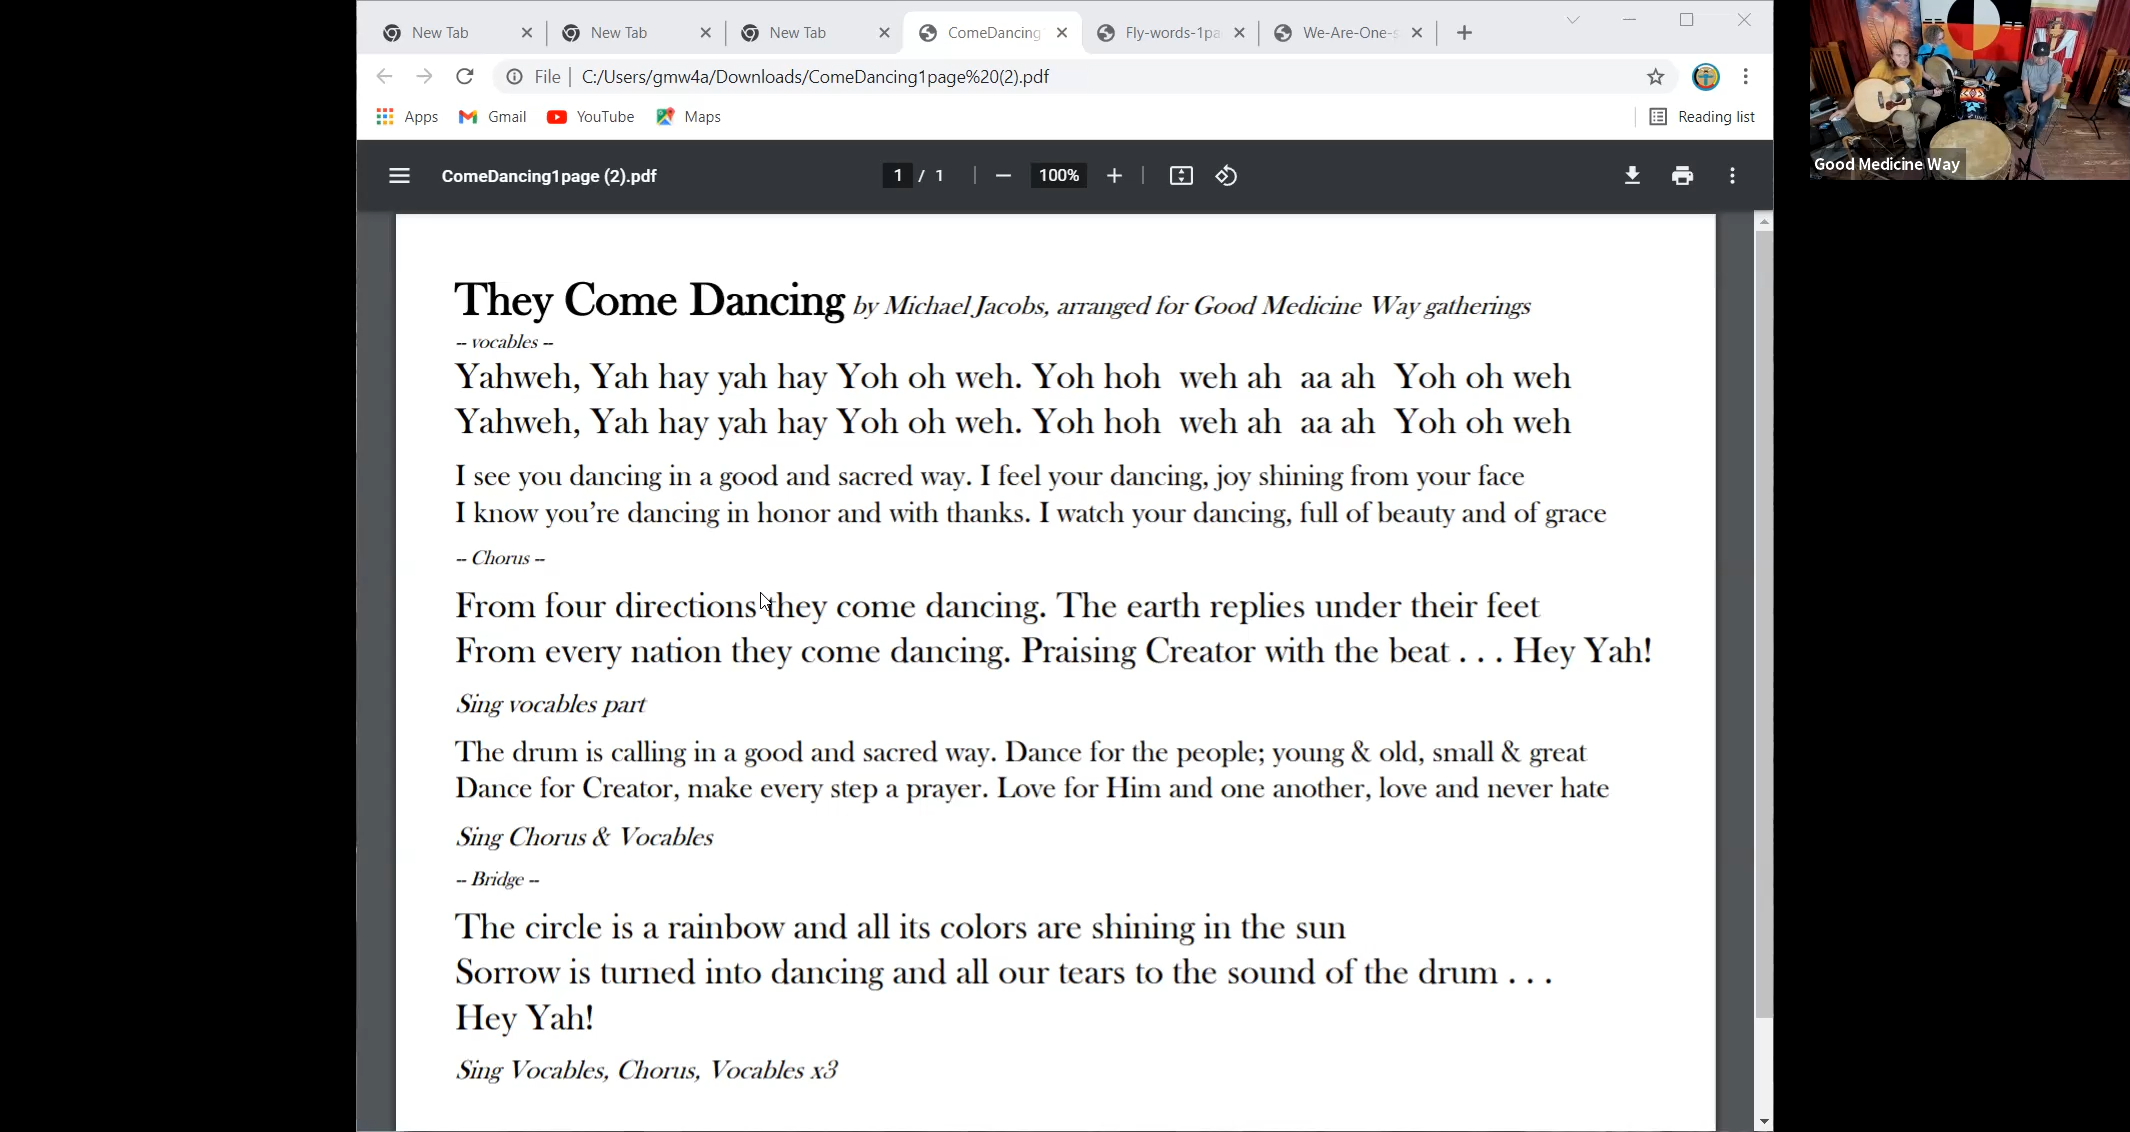 New Tab
New Tab
New Tab
ComeDancing
Fly-words-1pa
We-Are-One-s
File | C:/Users/gmw4a/Downloads/ComeDancing1page%20(2).pdf
Apps
Gmail
YouTube
Maps
Reading list
ComeDancing1page (2).pdf
1 / 1
100%
Good Medicine Way
They Come Dancing by Michael Jacobs, arranged for Good Medicine Way gatherings
-- vocables --
Yahweh, Yah hay yah hay Yoh oh weh. Yoh hoh weh ah aa ah Yoh oh weh
Yahweh, Yah hay yah hay Yoh oh weh. Yoh hoh weh ah aa ah Yoh oh weh
I see you dancing in a good and sacred way. I feel your dancing, joy shining from your face
I know you're dancing in honor and with thanks. I watch your dancing, full of beauty and of grace
-- Chorus --
From four directions they come dancing. The earth replies under their feet
From every nation they come dancing. Praising Creator with the beat . . . Hey Yah!
Sing vocables part
The drum is calling in a good and sacred way. Dance for the people; young & old, small & great
Dance for Creator, make every step a prayer. Love for Him and one another, love and never hate
Sing Chorus & Vocables
-- Bridge --
The circle is a rainbow and all its colors are shining in the sun
Sorrow is turned into dancing and all our tears to the sound of the drum . . .
Hey Yah!
Sing Vocables, Chorus, Vocables x3